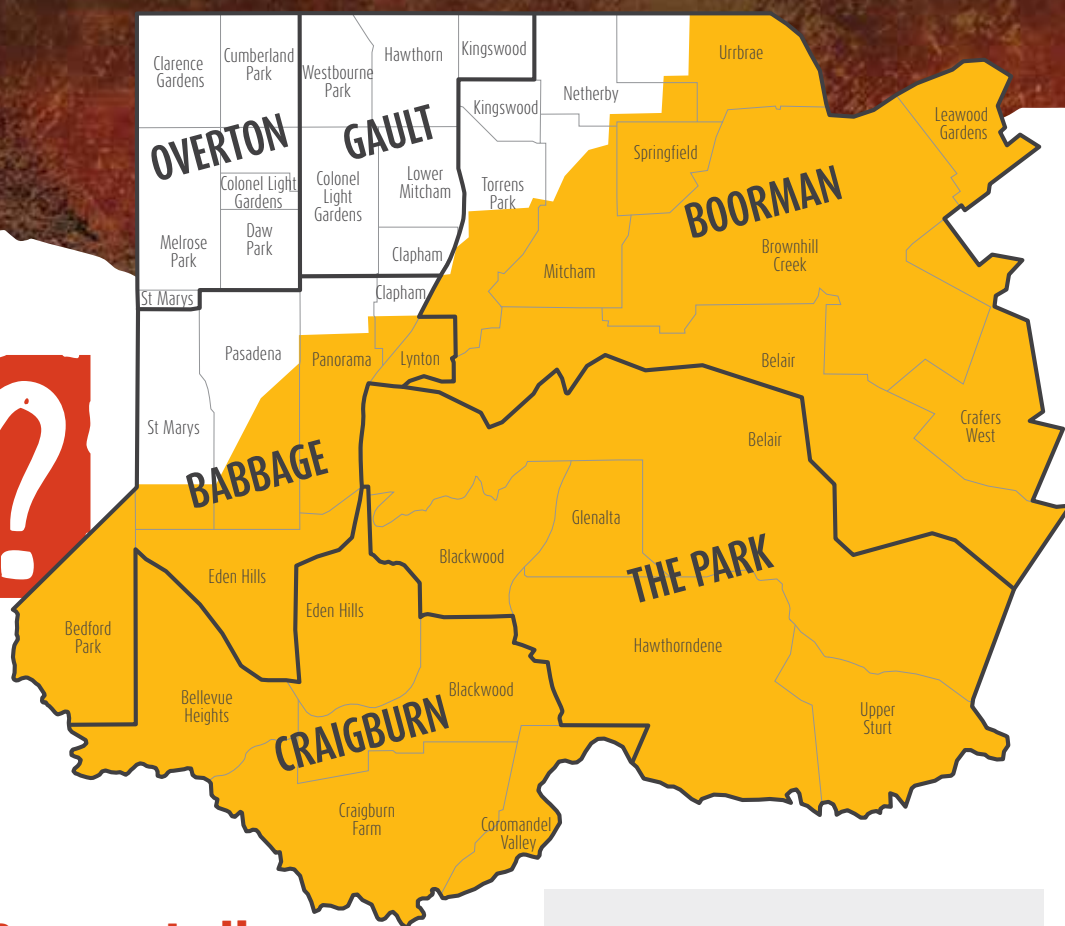 Clarence
Gardens
Cumberland
Park
Westbourne
Park
Hawthorn
Kingswood
Urrbrae
Netherby
Kingswood
Leawood
Gardens
OVERTON
GAULT
Springfield
Colonel Light
Gardens
Colonel
Light
Gardens
Lower
Mitcham
Torrens
Park
BOORMAN
Melrose
Park
Daw
Park
Clapham
Mitcham
Brownhill
Creek
St Marys
Clapham
Pasadena
Panorama
Lynton
Belair
?
St Marys
Belair
Crafers
West
BABBAGE
Glenalta
Blackwood
THE PARK
Eden Hills
Eden Hills
Bedford
Park
Hawthorndene
Bellevue
Heights
Blackwood
Upper
Sturt
CRAIGBURN
Craigburn
Farm
Coromandel
Valley